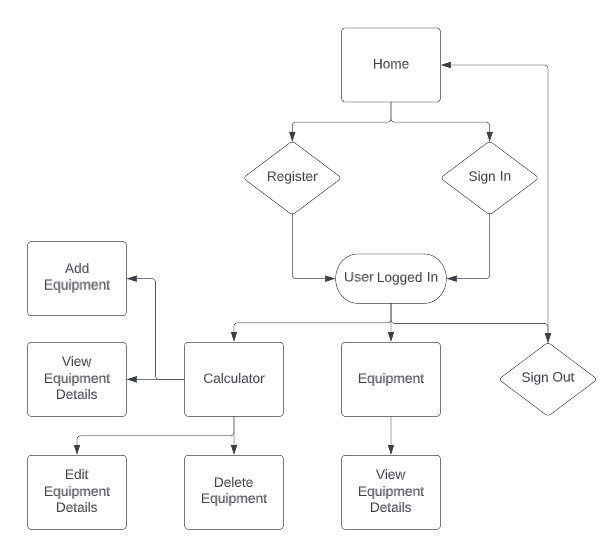 Home
Register
Sign In
User Logged In
Add
Equipment
View
Equipment
Details
Calculator
Equipment
Sign Out
Edit
Equipment
Details
Delete
Equipment
View
Equipment
Details